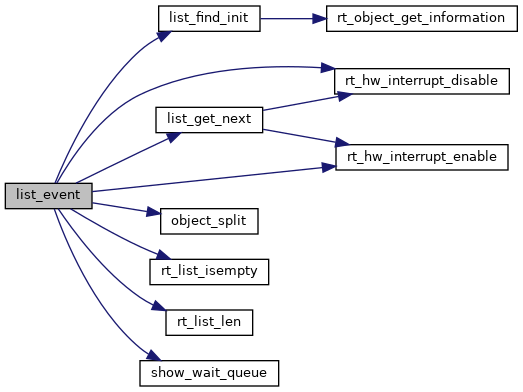 list_find_init
rt_object_get_information
rt_hw_interrupt_disable
list_get_next
rt_hw_interrupt_enable
list_event
object_split
rt_list_isempty
rt_list_len
show_wait_queue